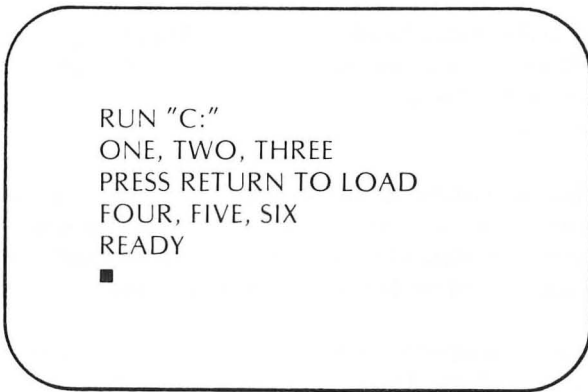 RUN "C:"
ONE, TWO, THREE
PRESS RETURN TO LOAD
FOUR, FIVE, SIX
READY